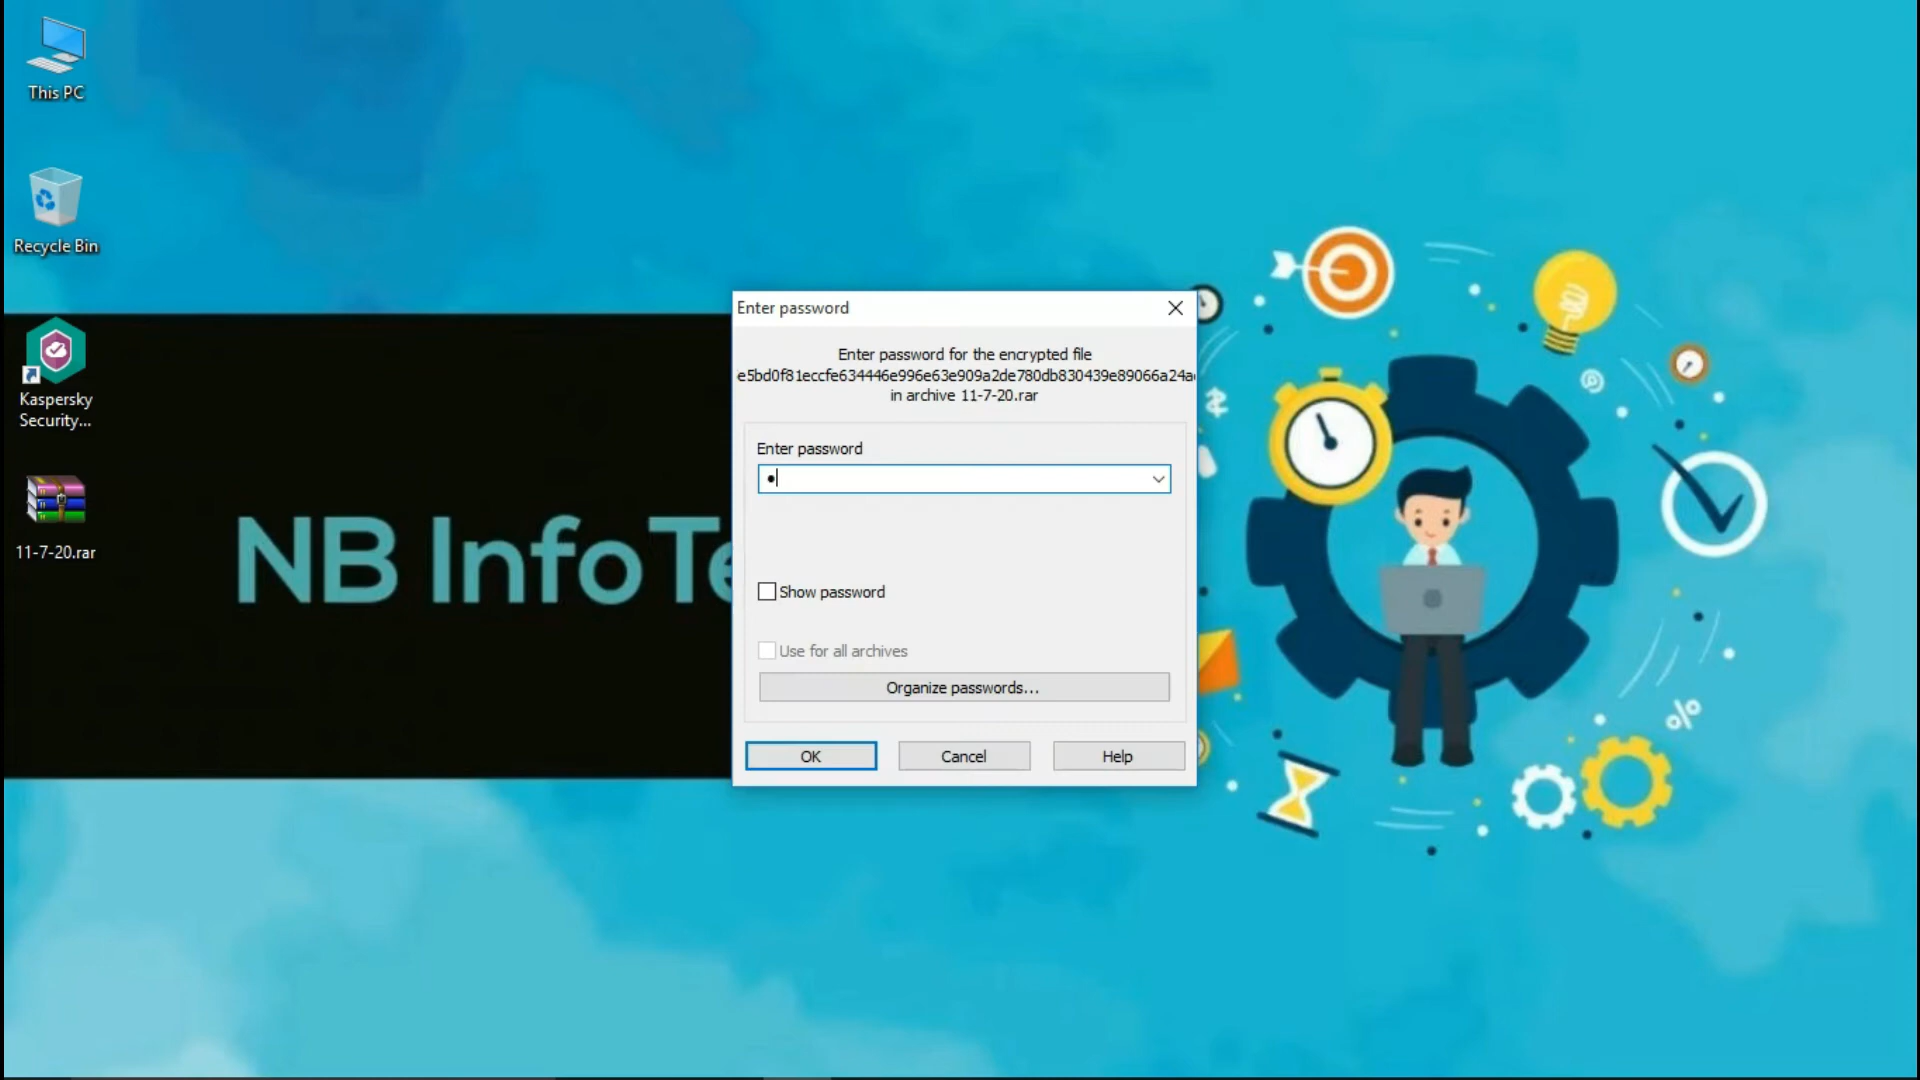 This PC
Recycle Bin
Kaspersky
Security...
11-7-20.rar
NB InfoTe
Enter password
Enter password for the encrypted file
e5bd0f81eccfe634446e996e63e909a2de780db830439e89066a24a
in archive 11-7-20.rar
Enter password
Show password
Use for all archives
Organize passwords...
OK
Cancel
Help